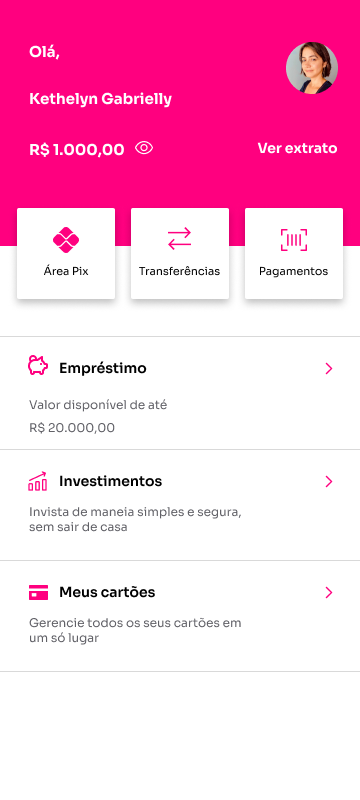 Olá,
Kethelyn Gabrielly
R$ 1.000,00
Ver extrato
Área Pix
Transferências
Pagamentos
Empréstimo
Valor disponível de até
R$ 20.000,00
Investimentos
Invista de maneia simples e segura,
sem sair de casa
Meus cartões
Gerencie todos os seus cartões em
um só lugar